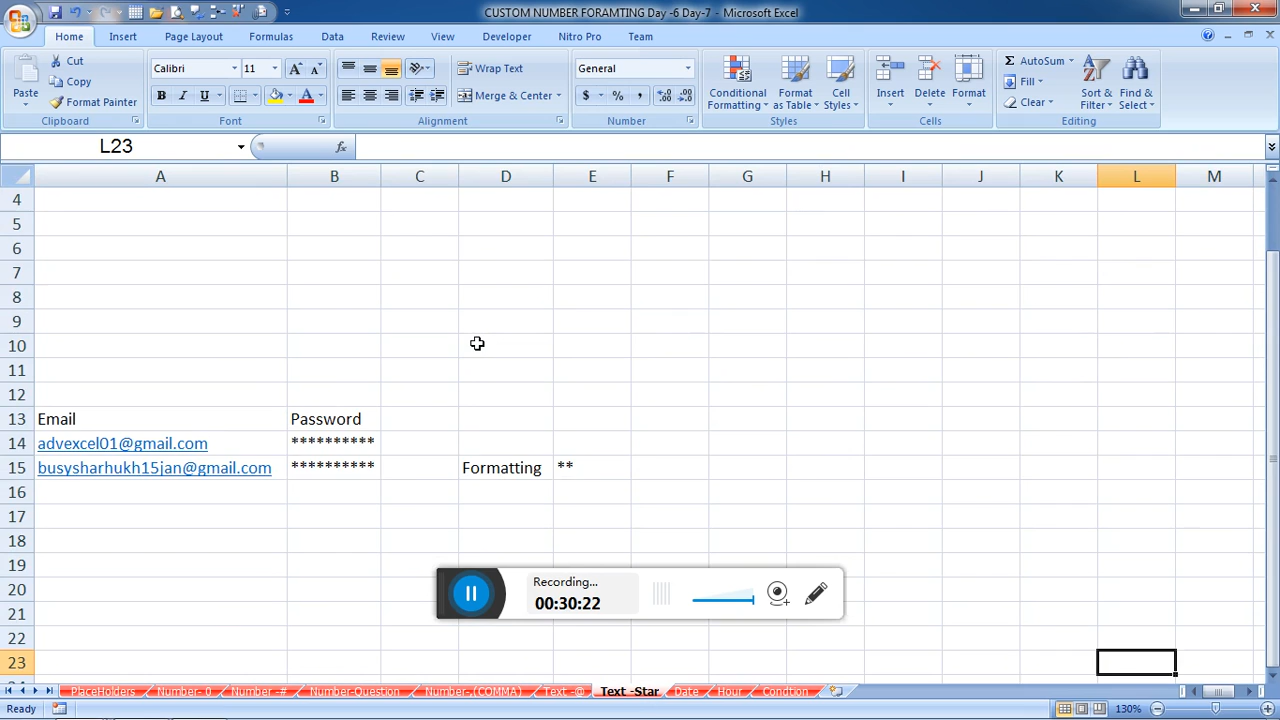 CUSTOM NUMBER FORAMTING Day -6 Day-7 - Microsoft Excel
Home Insert Page Layout Formulas Data Review View Developer Nitro Pro Team
Paste Cut Copy Format Painter Clipboard
Calibri 11 B I U A Font
Wrap Text Merge & Center Alignment
General $ % , Number
Conditional Formatting Format as Table Cell Styles Styles
Insert Delete Format Cells
Σ AutoSum Fill Clear Sort & Filter Find & Select Editing
L23 fx
A B C D E F G H I J K L M
4
5
6
7
8
9
10
11
12
13 Email Password
14 advexcel01@gmail.com **********
15 busysharhukh15jan@gmail.com ********** Formatting **
16
17
18
19
20
21
22
23
Recording...
00:30:22
PlaceHolders Number- 0 Number -# Number-Question Number-,(COMMA) Text -@ Text -Star Date Hour Condtion
Ready 130%